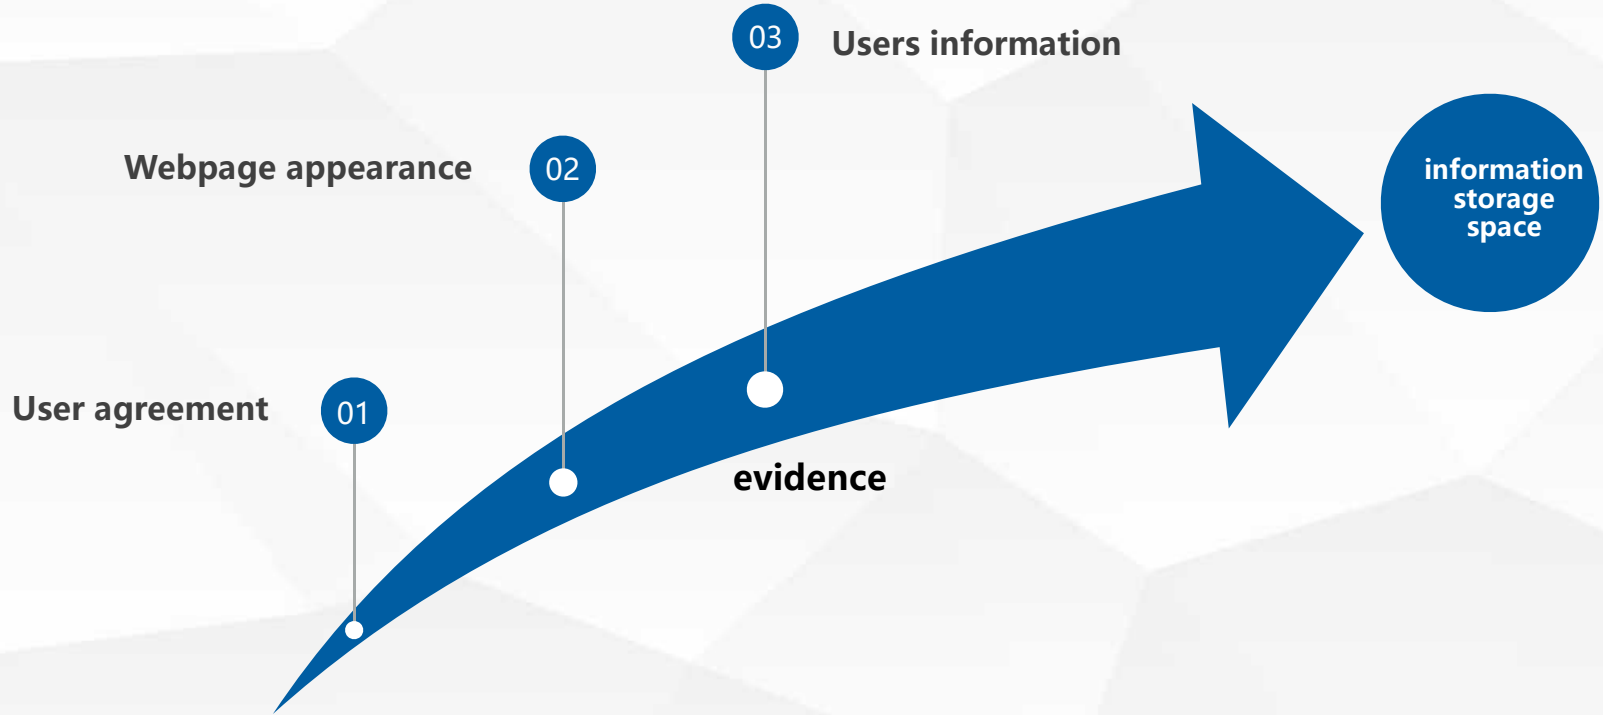 03
Users information
Webpage appearance
02
information
storage
space
User agreement
01
evidence